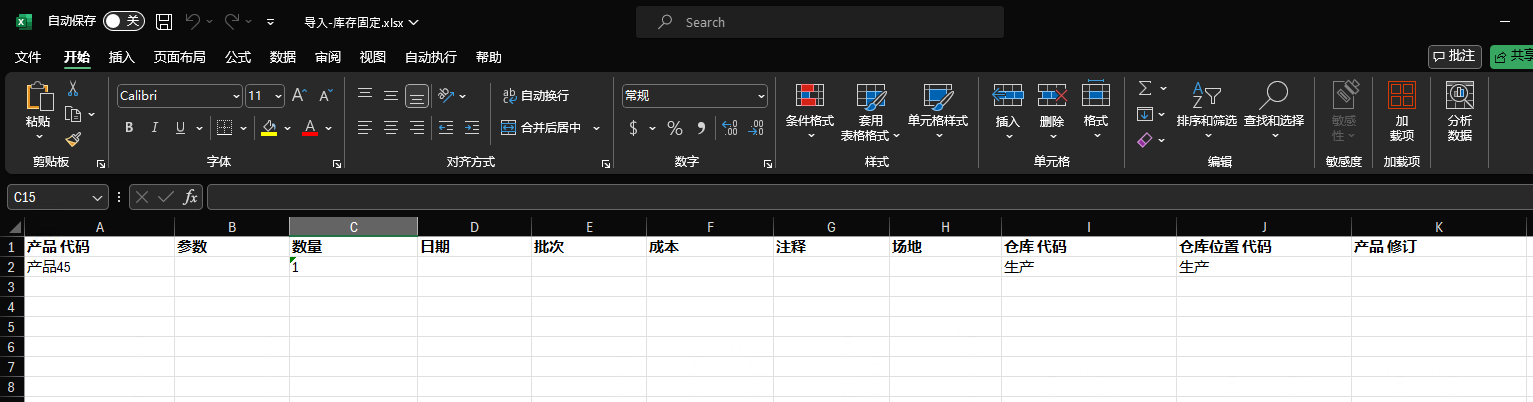 自动保存 关 导入-库存固定.xlsx Search
文件 开始 插入 页面布局 公式 数据 审阅 视图 自动执行 帮助 批注 共享
粘贴 Calibri 11 自动换行 常规 条件格式 套用 表格格式 单元格样式 插入 删除 格式 排序和筛选 查找和选择 敏感性 加载项 分析数据
B I U A 合并后居中 $ %
剪贴板 字体 对齐方式 数字 样式 单元格 编辑 敏感度 加载项
C15 fx
A B C D E F G H I J K
1 产品 代码 参数 数量 日期 批次 成本 注释 场地 仓库 代码 仓库位置 代码 产品 修订
2 产品45 1 生产 生产
3
4
5
6
7
8